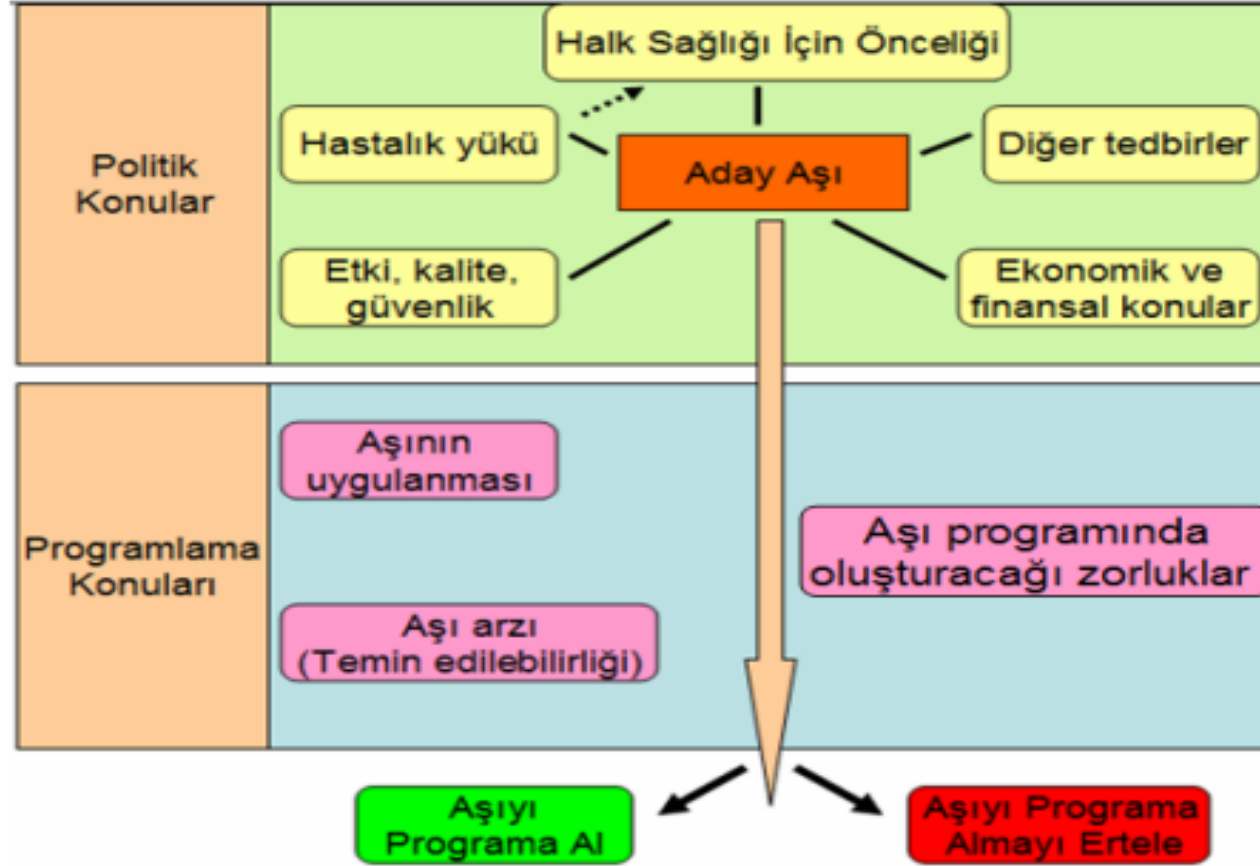 Politik
Konular
Halk Sağlığı İçin Önceliği
Hastalık yükü
Aday Aşı
Diğer tedbirler
Etki, kalite,
güvenlik
Ekonomik ve
finansal konular
Programlama
Konuları
Aşının
uygulanması
Aşı programında
oluşturacağı zorluklar
Aşı arzı
(Temin edilebilirliği)
Aşıyı
Programa Al
Aşıyı Programa
Almayı Ertele